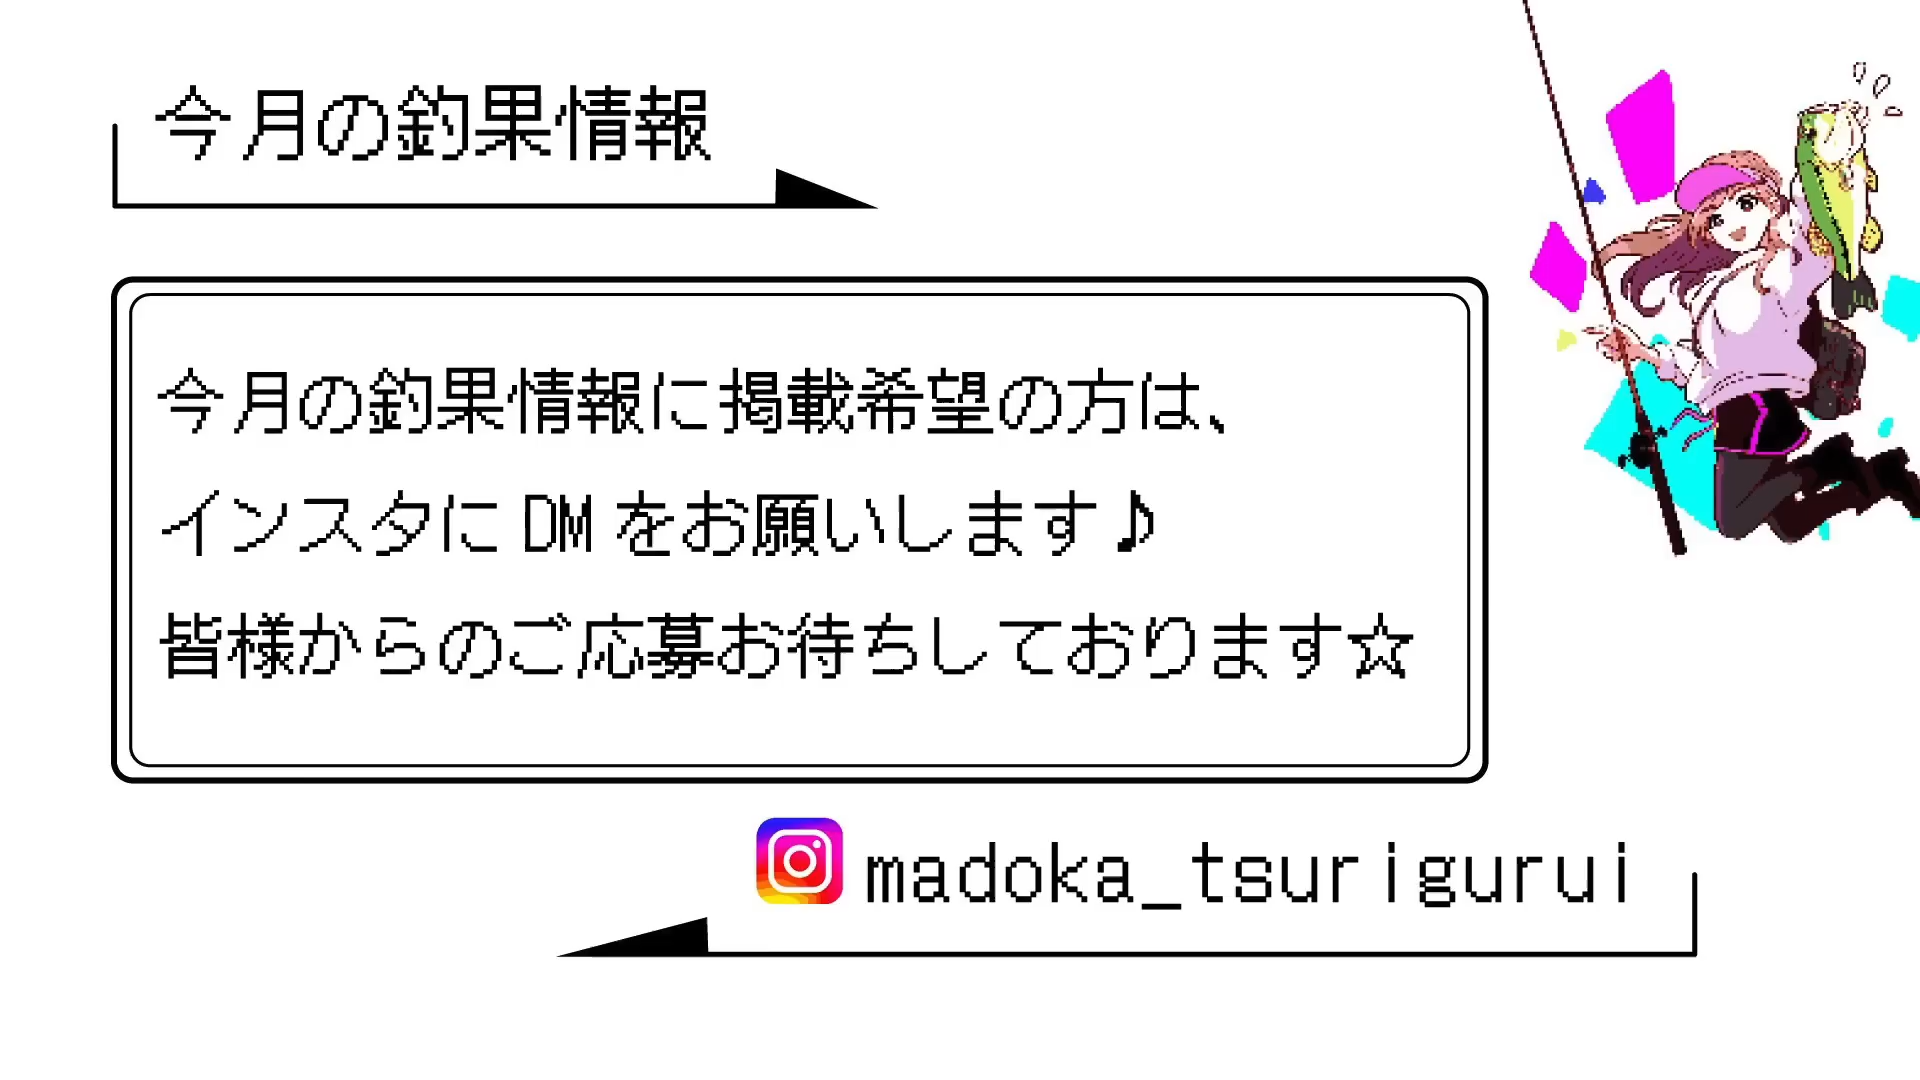 今月の釣果情報
今月の釣果情報に掲載希望の方は、
インスタに DM をお願いします♪
皆様からのご応募お待ちしております☆
madoka_tsurigurui